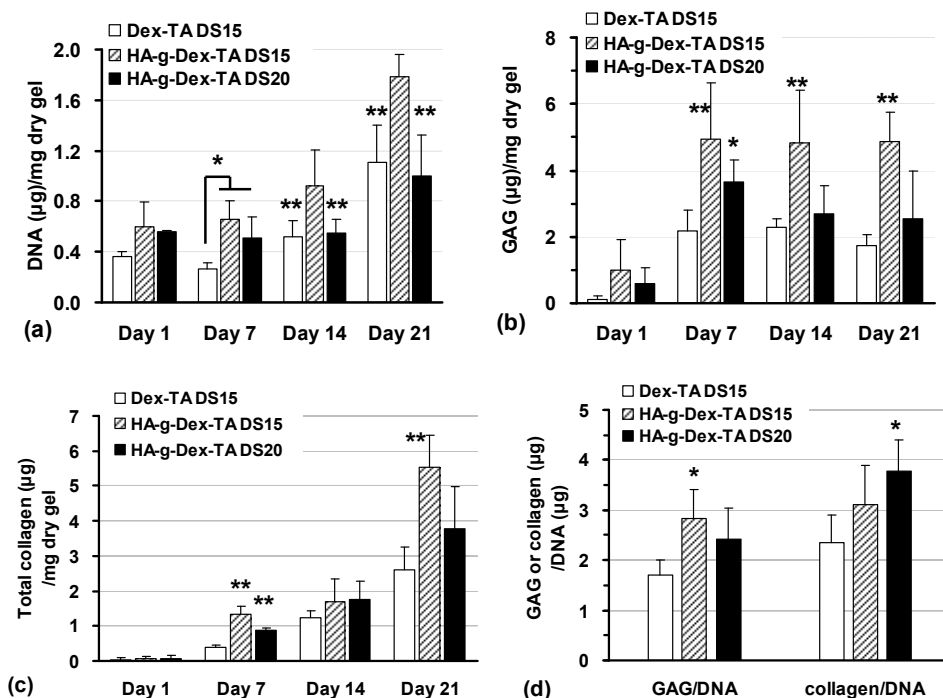 Dex-TA DS15
HA-g-Dex-TA DS15
HA-g-Dex-TA DS20
DNA (µg)/mg dry gel
2.0
1.6
1.2
0.8
0.4
0.0
*
**
**
**
**
Day 1
Day 7
Day 14
Day 21
(a)
Dex-TA DS15
HA-g-Dex-TA DS15
HA-g-Dex-TA DS20
GAG (µg)/mg dry gel
8
6
4
2
0
**
*
**
**
Day 1
Day 7
Day 14
Day 21
(b)
Dex-TA DS15
HA-g-Dex-TA DS15
HA-g-Dex-TA DS20
Total collagen (µg)
/mg dry gel
7
6
5
4
3
2
1
0
**
**
**
Day 1
Day 7
Day 14
Day 21
(c)
Dex-TA DS15
HA-g-Dex-TA DS15
HA-g-Dex-TA DS20
GAG or collagen (µg)
/DNA (µg)
5
4
3
2
1
0
*
*
GAG/DNA
collagen/DNA
(d)